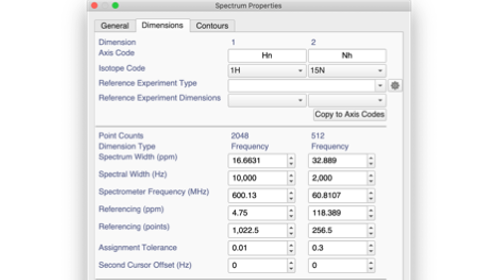 Spectrum Properties
General Dimensions Contours
Dimension 1 2
Axis Code Hn Nh
Isotope Code 1H 15N
Reference Experiment Type
Reference Experiment Dimensions
Copy to Axis Codes
Point Counts 2048 512
Dimension Type Frequency Frequency
Spectrum Width (ppm) 16.6631 32.889
Spectral Width (Hz) 10,000 2,000
Spectrometer Frequency (MHz) 600.13 60.8107
Referencing (ppm) 4.75 118.389
Referencing (points) 1,022.5 256.5
Assignment Tolerance 0.01 0.3
Second Cursor Offset (Hz) 0 0